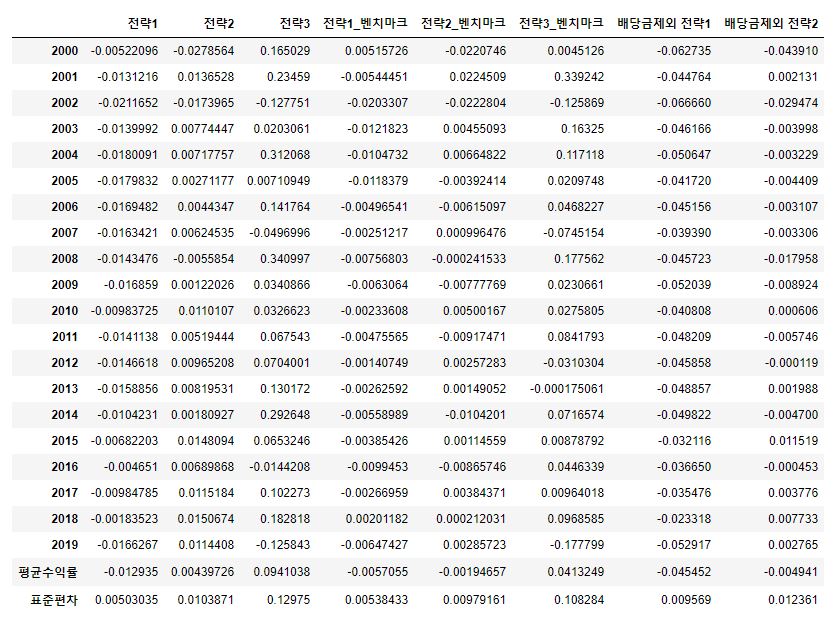 전략1 전략2 전략3 전략1_벤치마크 전략2_벤치마크 전략3_벤치마크 배당금제외 전략1 배당금제외 전략2
2000 -0.00522096 -0.0278564 0.165029 0.00515726 -0.0220746 0.0045126 -0.062735 -0.043910
2001 -0.0131216 0.0136528 0.23459 -0.00544451 0.0224509 0.339242 -0.044764 0.002131
2002 -0.0211652 -0.0173965 -0.127751 -0.0203307 -0.0222804 -0.125869 -0.066660 -0.029474
2003 -0.0139992 0.00774447 0.0203061 -0.0121823 0.00455093 0.16325 -0.046166 -0.003998
2004 -0.0180091 0.00717757 0.312068 -0.0104732 0.00664822 0.117118 -0.050647 -0.003229
2005 -0.0179832 0.00271177 0.00710949 -0.0118379 -0.00392414 0.0209748 -0.041720 -0.004409
2006 -0.0169482 0.0044347 0.141764 -0.00496541 -0.00615097 0.0468227 -0.045156 -0.003107
2007 -0.0163421 0.00624535 -0.0496996 -0.00251217 0.000996476 -0.0745154 -0.039390 -0.003306
2008 -0.0143476 -0.0055854 0.340997 -0.00756803 -0.000241533 0.177562 -0.045723 -0.017958
2009 -0.016859 0.00122026 0.0340866 -0.0063064 -0.00777769 0.0230661 -0.052039 -0.008924
2010 -0.00983725 0.0110107 0.0326623 -0.00233608 0.00500167 0.0275805 -0.040808 0.000606
2011 -0.0141138 0.00519444 0.067543 -0.00475565 -0.00917471 0.0841793 -0.048209 -0.005746
2012 -0.0146618 0.00965208 0.0704001 -0.00140749 0.00257283 -0.0310304 -0.045858 -0.000119
2013 -0.0158856 0.00819531 0.130172 -0.00262592 0.00149052 -0.000175061 -0.048857 0.001988
2014 -0.0104231 0.00180927 0.292648 -0.00558989 -0.0104201 0.0716574 -0.049822 -0.004700
2015 -0.00682203 0.0148094 0.0653246 -0.00385426 0.00114559 0.00878792 -0.032116 0.011519
2016 -0.004651 0.00689868 -0.0144208 -0.0099453 -0.00865746 0.0446339 -0.036650 -0.000453
2017 -0.00984785 0.0115184 0.102273 -0.00266959 0.00384371 0.00964018 -0.035476 0.003776
2018 -0.00183523 0.0150674 0.182818 0.00201182 0.000212031 0.0968585 -0.023318 0.007733
2019 -0.0166267 0.0114408 -0.125843 -0.00647427 0.00285723 -0.177799 -0.052917 0.002765
평균수익률 -0.012935 0.00439726 0.0941038 -0.0057055 -0.00194657 0.0413249 -0.045452 -0.004941
표준편차 0.00503035 0.0103871 0.12975 0.00538433 0.00979161 0.108284 0.009569 0.012361